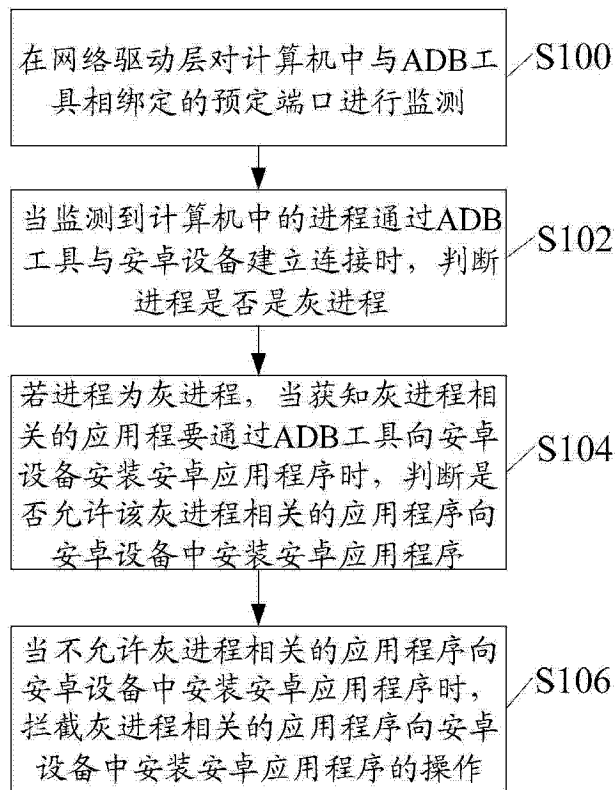 在网络驱动层对计算机中与ADB工
具相绑定的预定端口进行监测
S100
当监测到计算机中的进程通过ADB
工具与安卓设备建立连接时，判断
进程是否是灰进程
S102
若进程为灰进程，当获知灰进程相
关的应用程要通过ADB工具向安卓
设备安装安卓应用程序时，判断是
否允许该灰进程相关的应用程序向
安卓设备中安装安卓应用程序
S104
当不允许灰进程相关的应用程序向
安卓设备中安装安卓应用程序时，
拦截灰进程相关的应用程序向安卓
设备中安装安卓应用程序的操作
S106